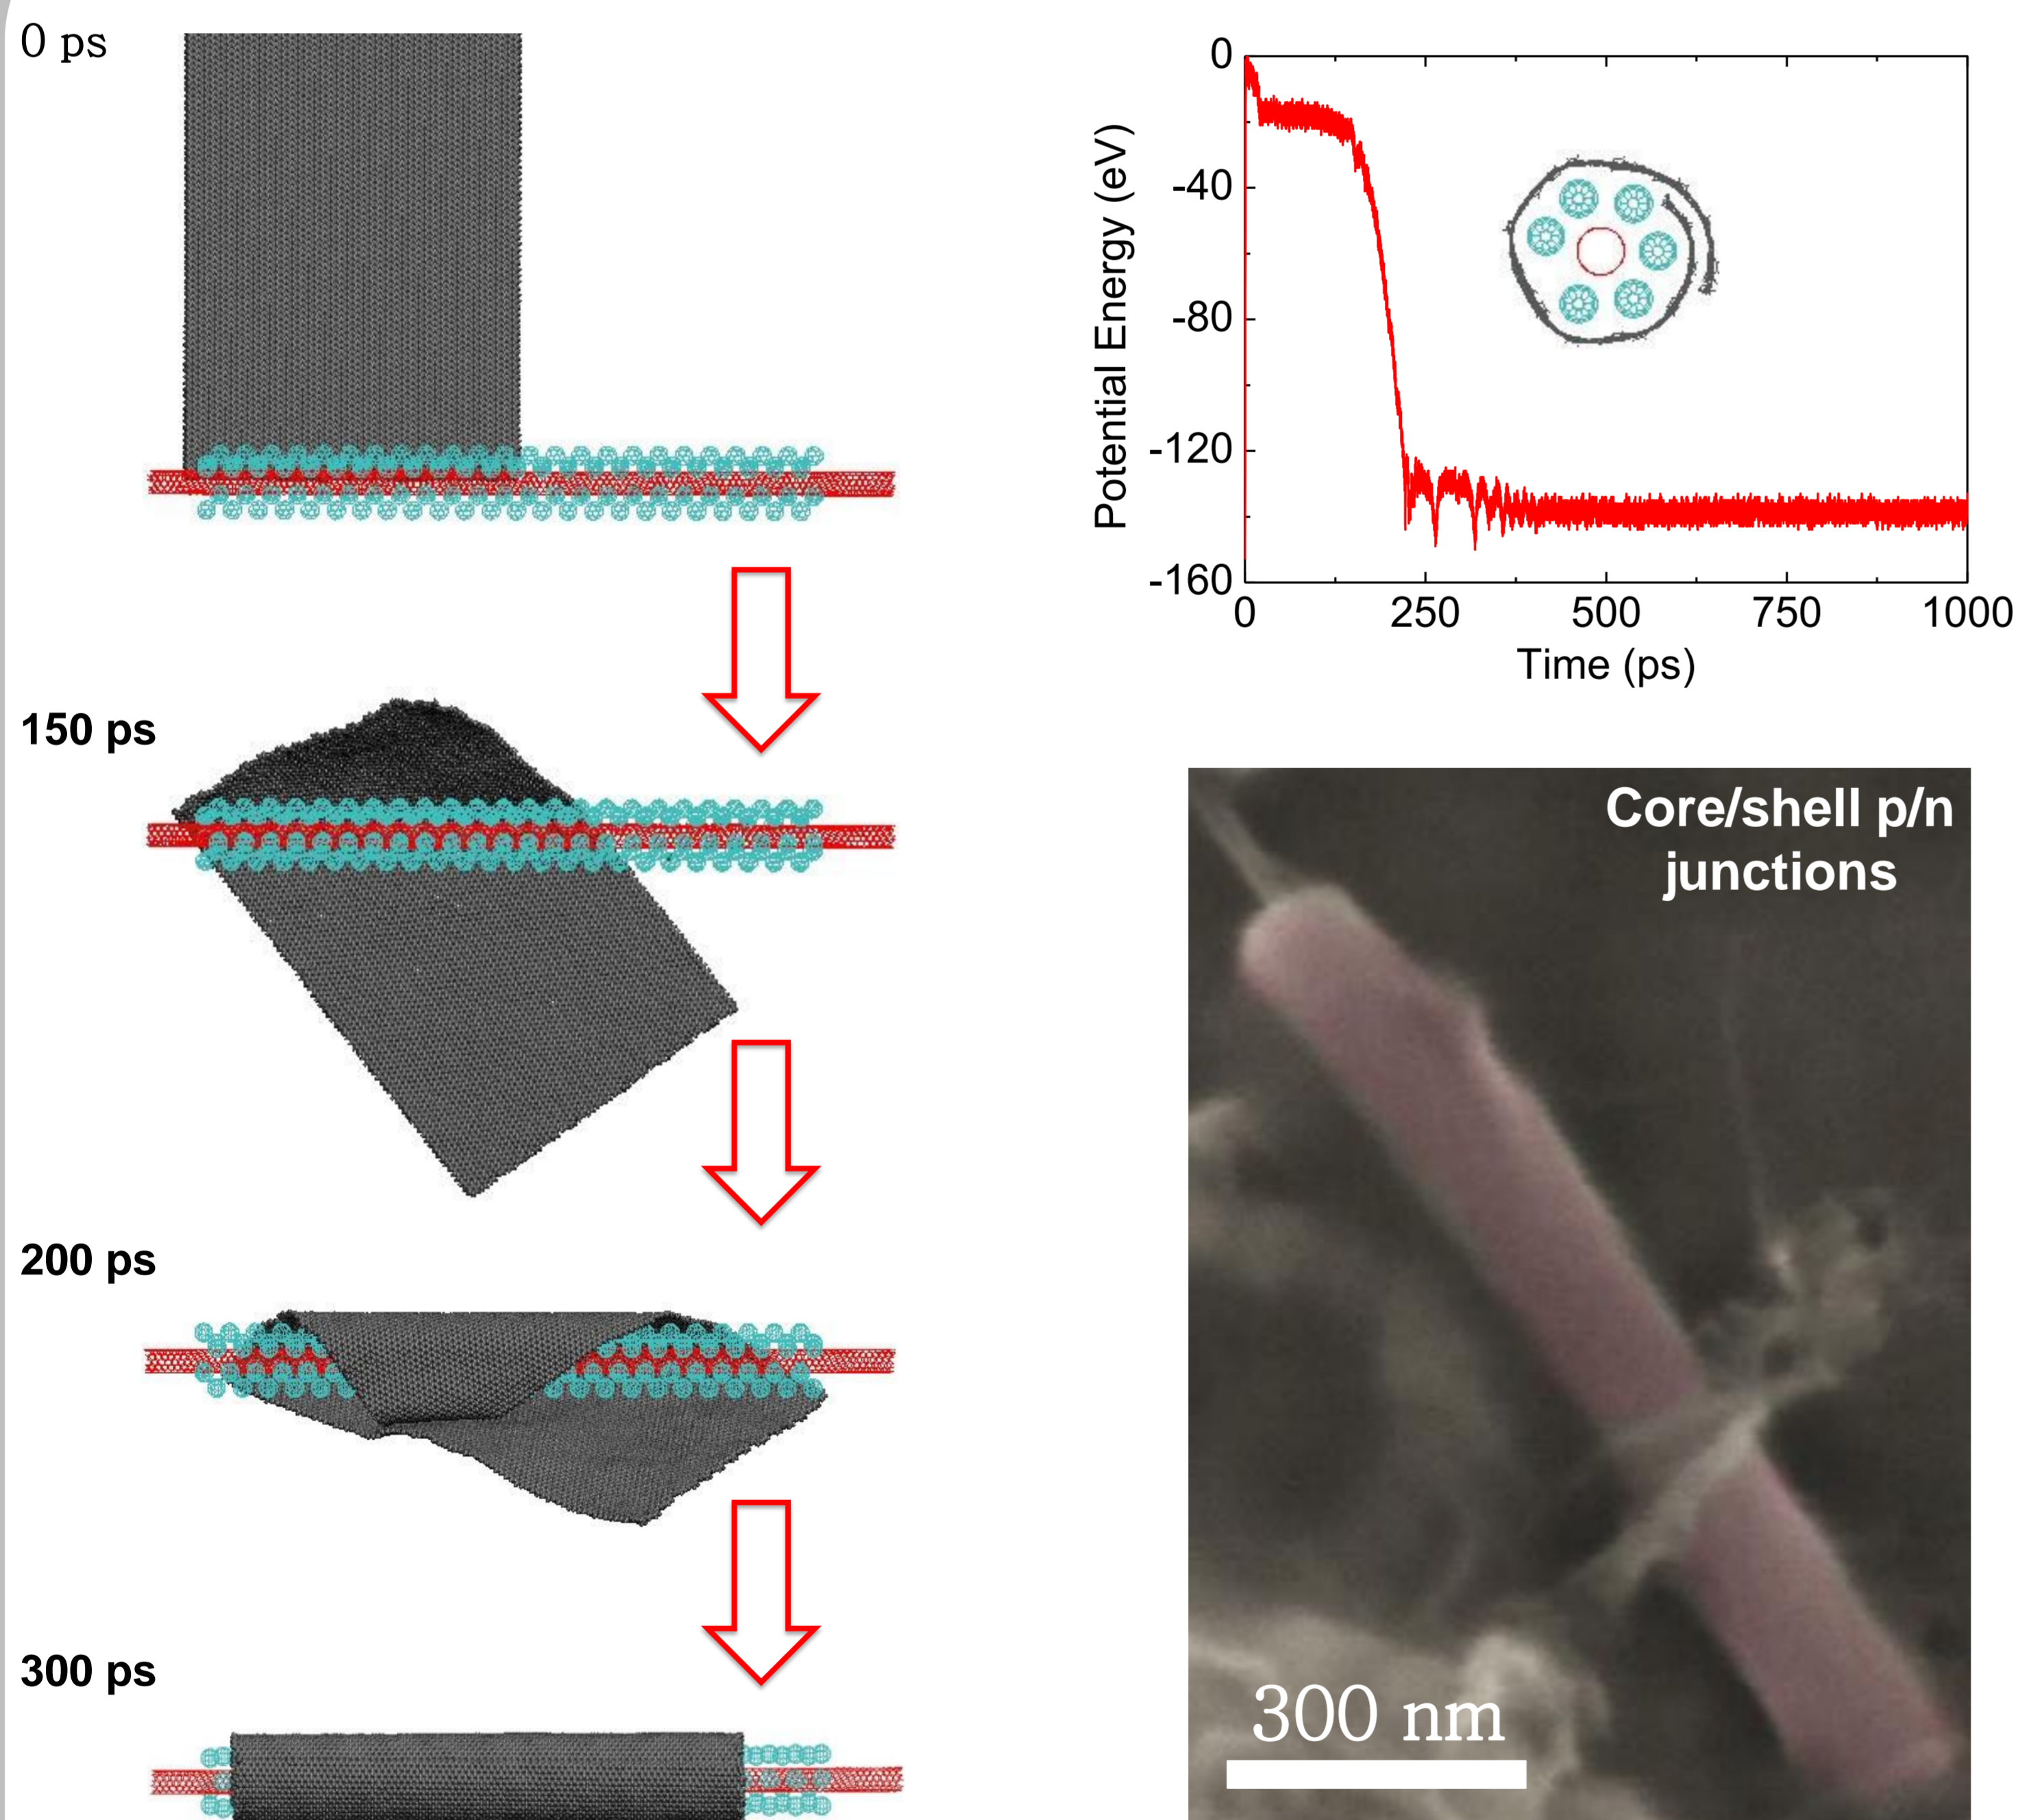 0 ps
150 ps
200 ps
300 ps
0
-40
-80
-120
-160
Potential Energy (eV)
0 250 500 750 1000
Time (ps)
Core/shell p/n
junctions
300 nm